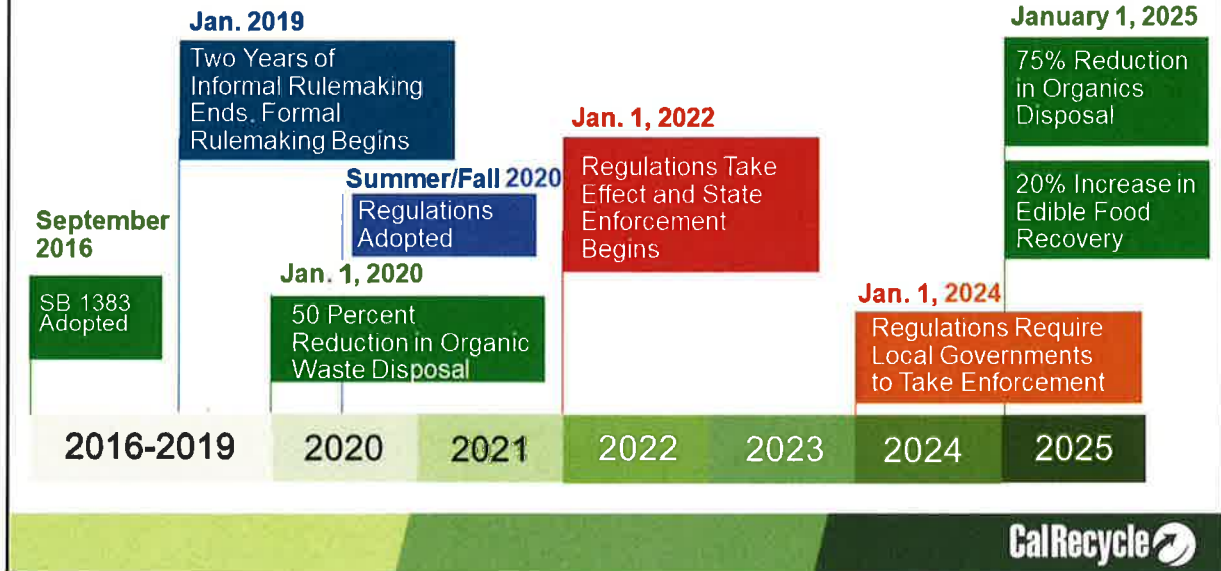 Jan. 2019
Two Years of
Informal Rulemaking
Ends. Formal
Rulemaking Begins
January 1, 2025
75% Reduction
in Organics
Disposal
Jan. 1, 2022
Regulations Take
Effect and State
Enforcement
Begins
Summer/Fall 2020
Regulations
Adopted
20% Increase in
Edible Food
Recovery
September
2016
SB 1383
Adopted
Jan. 1, 2020
50 Percent
Reduction in Organic
Waste Disposal
Jan. 1, 2024
Regulations Require
Local Governments
to Take Enforcement
2016-2019
2020
2021
2022
2023
2024
2025
CalRecycle